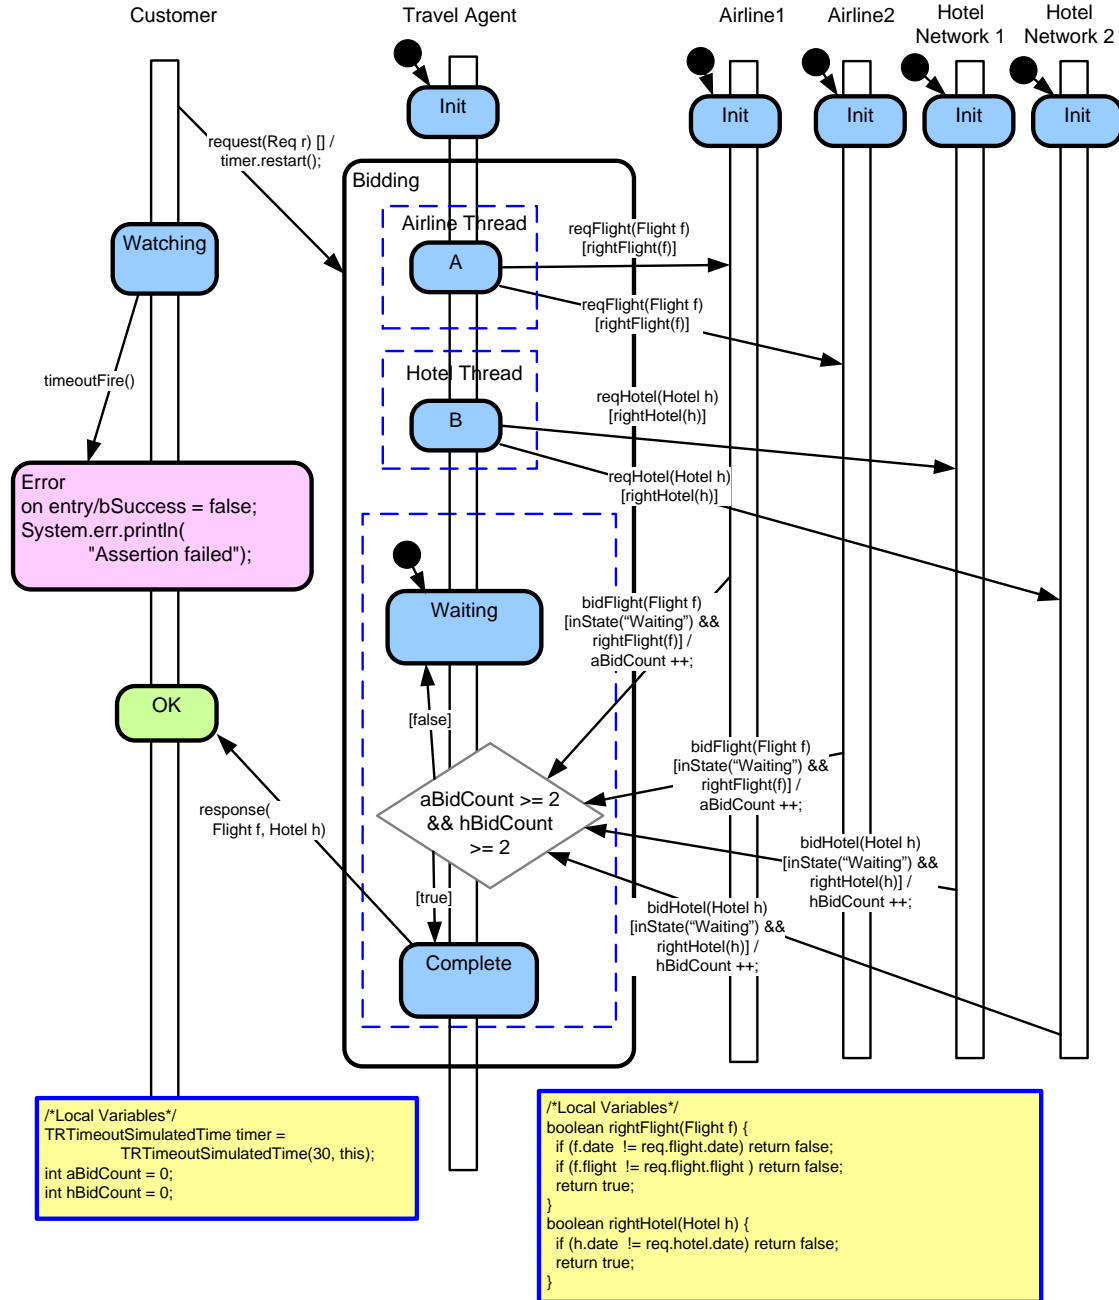 Customer
Travel Agent
Airline1
Airline2
Hotel
Network 1
Hotel
Network 2
Init
Init
Init
Init
Init
request(Req r) [] /
timer.restart();
Bidding
Airline Thread
A
reqFlight(Flight f)
[rightFlight(f)]
Watching
reqFlight(Flight f)
[rightFlight(f)]
timeoutFire()
Hotel Thread
B
reqHotel(Hotel h)
[rightHotel(h)]
reqHotel(Hotel h)
[rightHotel(h)]
Error
on entry/bSuccess = false;
System.err.println(
"Assertion failed");
Waiting
bidFlight(Flight f)
[inState(“Waiting”) &&
rightFlight(f)] /
aBidCount ++;
OK
[false]
bidFlight(Flight f)
[inState(“Waiting”) &&
rightFlight(f)] /
aBidCount ++;
aBidCount >= 2
&& hBidCount
>= 2
response(
Flight f, Hotel h)
bidHotel(Hotel h)
[inState(“Waiting”) &&
rightHotel(h)] /
hBidCount ++;
[true]
bidHotel(Hotel h)
[inState(“Waiting”) &&
rightHotel(h)] /
hBidCount ++;
Complete
/*Local Variables*/
TRTimeoutSimulatedTime timer =
TRTimeoutSimulatedTime(30, this);
int aBidCount = 0;
int hBidCount = 0;
/*Local Variables*/
boolean rightFlight(Flight f) {
if (f.date != req.flight.date) return false;
if (f.flight != req.flight.flight ) return false;
return true;
}
boolean rightHotel(Hotel h) {
if (h.date != req.hotel.date) return false;
return true;
}